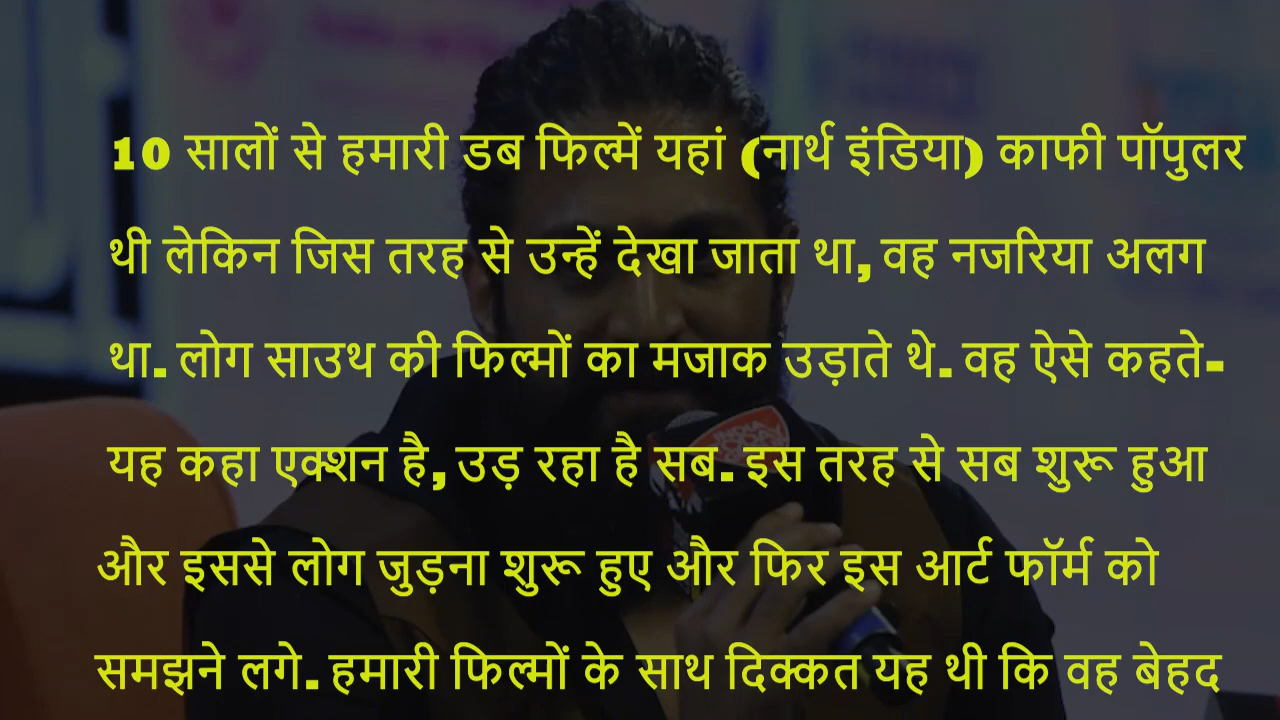 10 सालों से हमारी डब फिल्में यहां (नार्थ इंडिया) काफी पॉपुलर
थी लेकिन जिस तरह से उन्हें देखा जाता था, वह नजरिया अलग
था. लोग साउथ की फिल्मों का मजाक उड़ाते थे. वह ऐसे कहते-
यह कहा एक्शन है, उड़ रहा है सब. इस तरह से सब शुरू हुआ
INDIA TODAY
और इससे लोग जुड़ना शुरू हुए और फिर इस आर्ट फॉर्म को
समझने लगे. हमारी फिल्मों के साथ दिक्कत यह थी कि वह बेहद